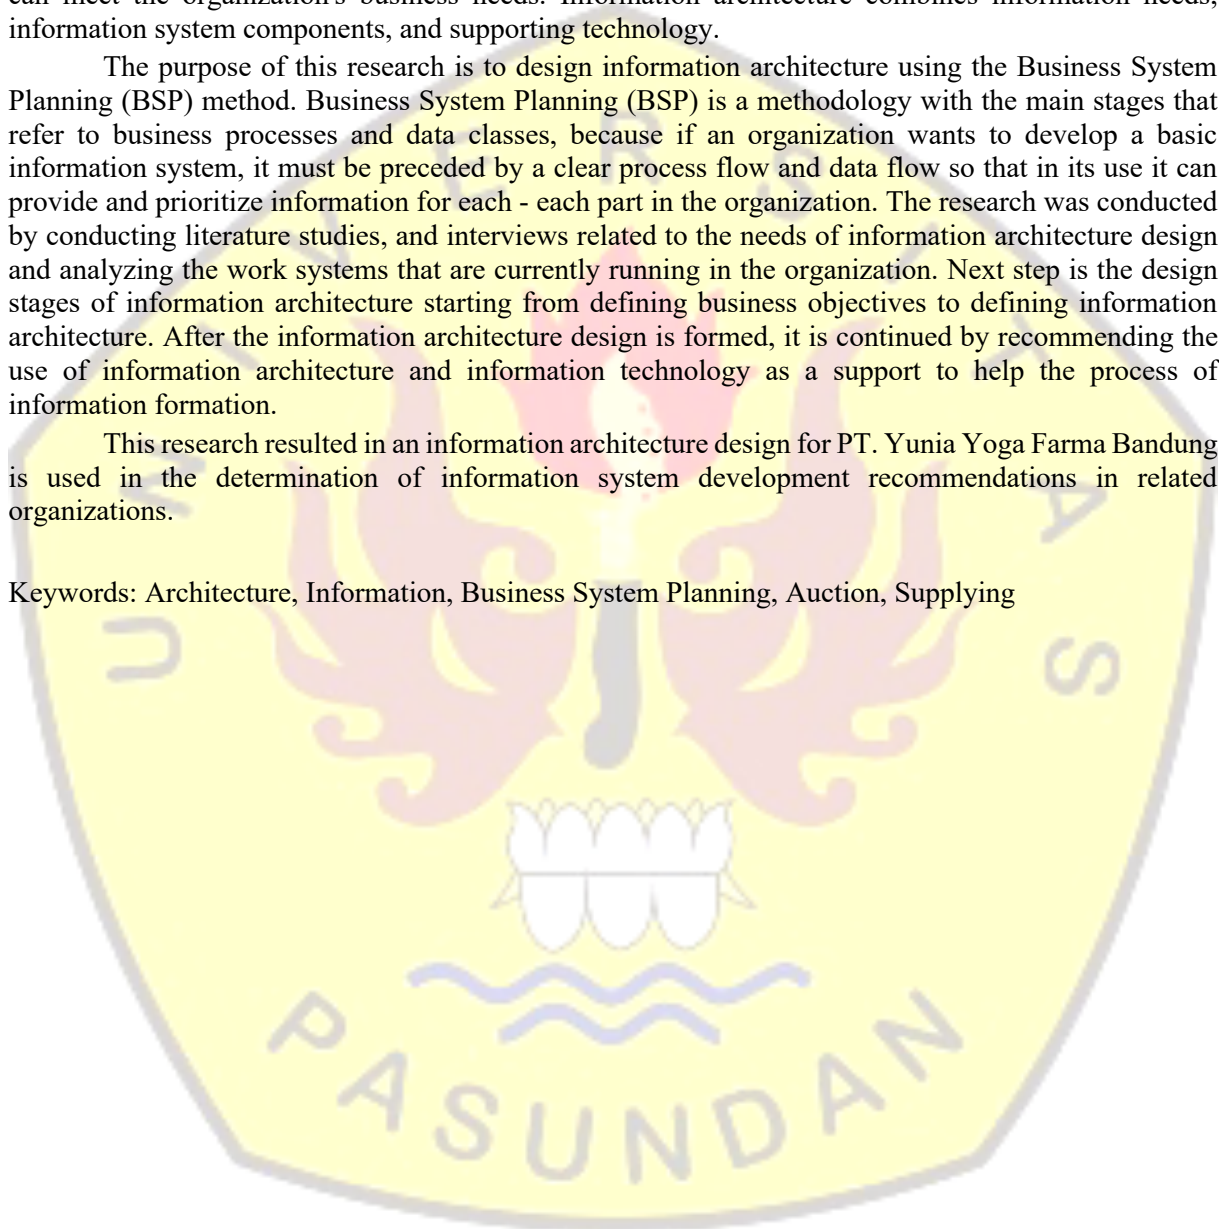 can meet the organization's business needs. Information architecture combines information needs,
information system components, and supporting technology.
The purpose of this research is to design information architecture using the Business System
Planning (BSP) method. Business System Planning (BSP) is a methodology with the main stages that
refer to business processes and data classes, because if an organization wants to develop a basic
information system, it must be preceded by a clear process flow and data flow so that in its use it can
provide and prioritize information for each - each part in the organization. The research was conducted
by conducting literature studies, and interviews related to the needs of information architecture design
and analyzing the work systems that are currently running in the organization. Next step is the design
stages of information architecture starting from defining business objectives to defining information
architecture. After the information architecture design is formed, it is continued by recommending the
use of information architecture and information technology as a support to help the process of
information formation.
This research resulted in an information architecture design for PT. Yunia Yoga Farma Bandung
is used in the determination of information system development recommendations in related
organizations.
Keywords: Architecture, Information, Business System Planning, Auction, Supplying
UNIVERSITAS
PASUNDAN